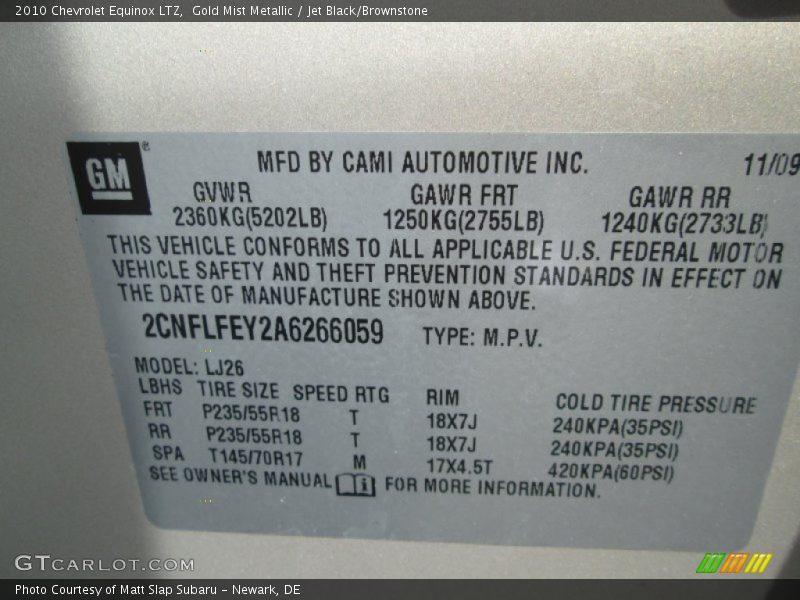 2010 Chevrolet Equinox LTZ, Gold Mist Metallic / Jet Black/Brownstone
GM®
MFD BY CAMI AUTOMOTIVE INC. 11/09
GVWR GAWR FRT GAWR RR
2360KG(5202LB) 1250KG(2755LB) 1240KG(2733LB)
THIS VEHICLE CONFORMS TO ALL APPLICABLE U.S. FEDERAL MOTOR
VEHICLE SAFETY AND THEFT PREVENTION STANDARDS IN EFFECT ON
THE DATE OF MANUFACTURE SHOWN ABOVE.
2CNFLFEY2A6266059 TYPE: M.P.V.
MODEL: LJ26
LBHS TIRE SIZE SPEED RTG RIM COLD TIRE PRESSURE
FRT P235/55R18 T 18X7J 240KPA(35PSI)
RR P235/55R18 T 18X7J 240KPA(35PSI)
SPA T145/70R17 M 17X4.5T 420KPA(60PSI)
SEE OWNER'S MANUAL FOR MORE INFORMATION.
GTCARLOT.COM
Photo Courtesy of Matt Slap Subaru - Newark, DE